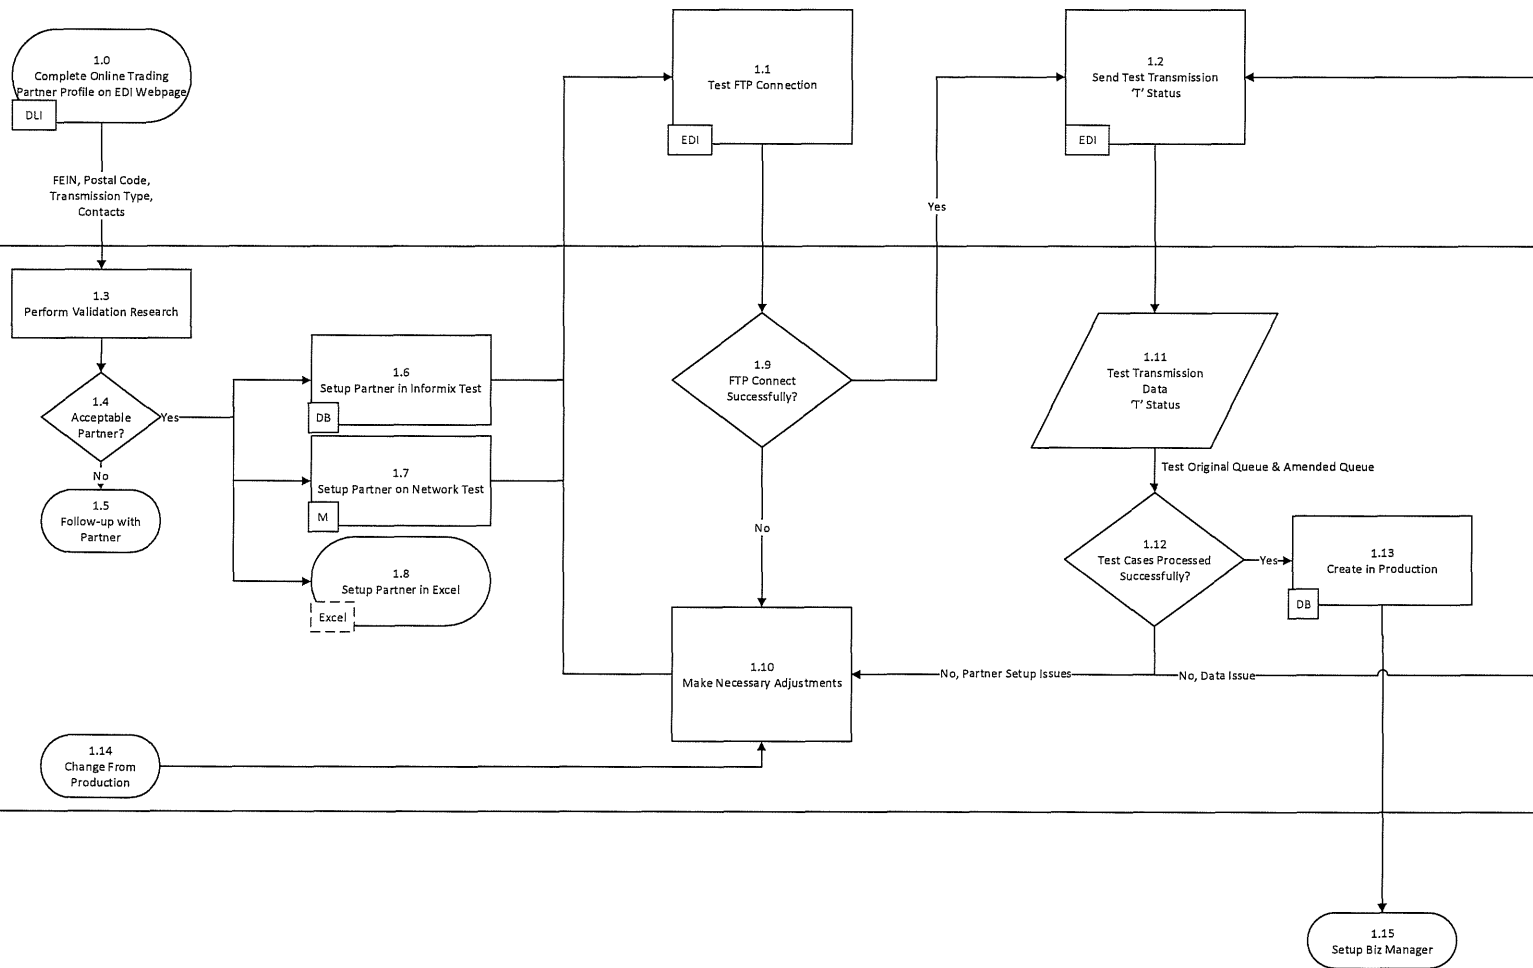 1.0
Complete Online Trading
Partner Profile on EDI Webpage
DLI
FEIN, Postal Code,
Transmission Type,
Contacts
1.1
Test FTP Connection
EDI
1.2
Send Test Transmission
'T' Status
EDI
Yes
1.3
Perform Validation Research
1.4
Acceptable
Partner?
Yes
No
1.5
Follow-up with
Partner
1.6
Setup Partner in Informix Test
DB
1.7
Setup Partner on Network Test
M
1.8
Setup Partner in Excel
Excel
1.9
FTP Connect
Successfully?
No
1.10
Make Necessary Adjustments
1.11
Test Transmission
Data
'T' Status
Test Original Queue & Amended Queue
1.12
Test Cases Processed
Successfully?
Yes
1.13
Create in Production
DB
No, Partner Setup Issues
No, Data Issue
1.14
Change From
Production
1.15
Setup Biz Manager